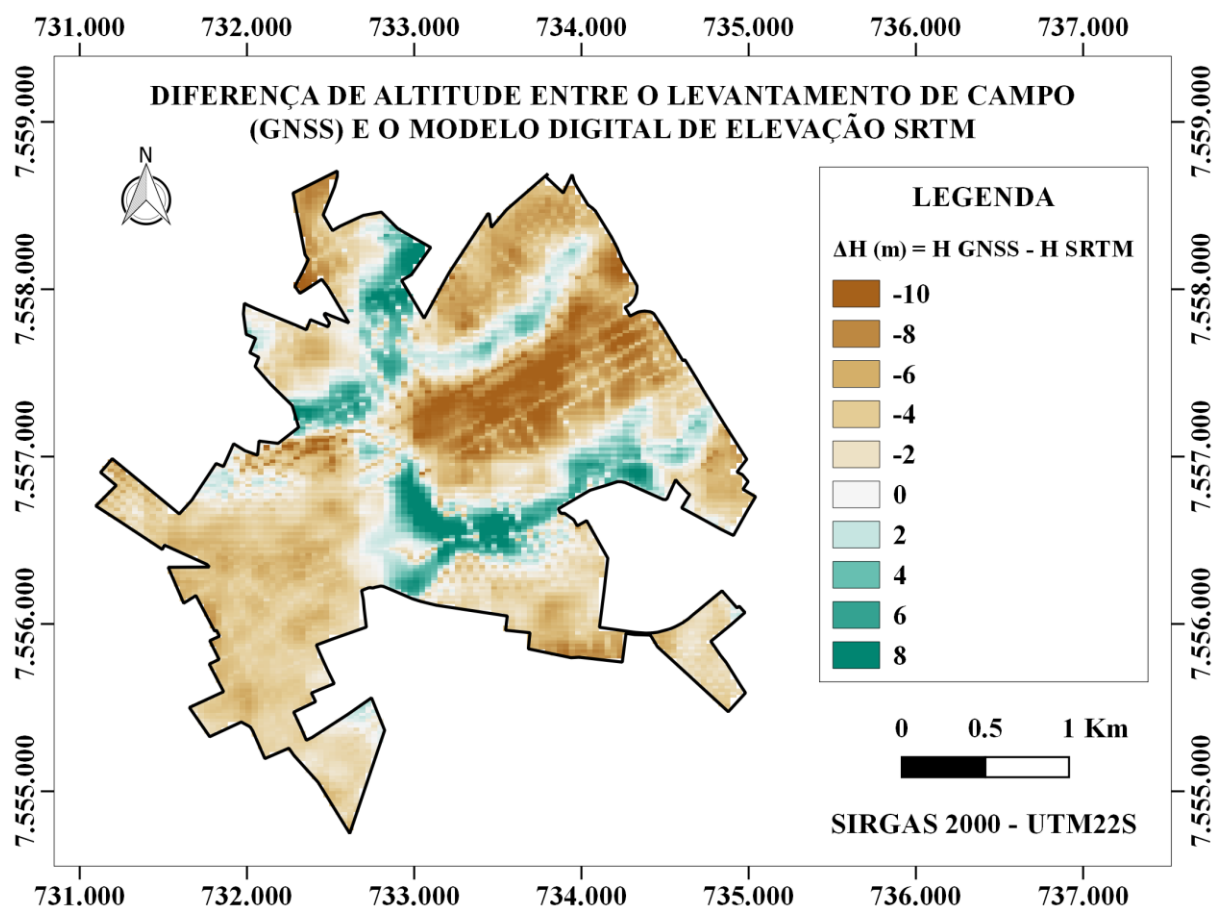 731.000 732.000 733.000 734.000 735.000 736.000 737.000
DIFERENÇA DE ALTITUDE ENTRE O LEVANTAMENTO DE CAMPO
(GNSS) E O MODELO DIGITAL DE ELEVAÇÃO SRTM
N
7.559.000 7.559.000
7.558.000 7.558.000
7.557.000 7.557.000
7.556.000 7.556.000
7.555.000 7.555.000
LEGENDA
ΔH (m) = H GNSS - H SRTM
-10
-8
-6
-4
-2
0
2
4
6
8
0 0.5 1 Km
SIRGAS 2000 - UTM22S
731.000 732.000 733.000 734.000 735.000 736.000 737.000